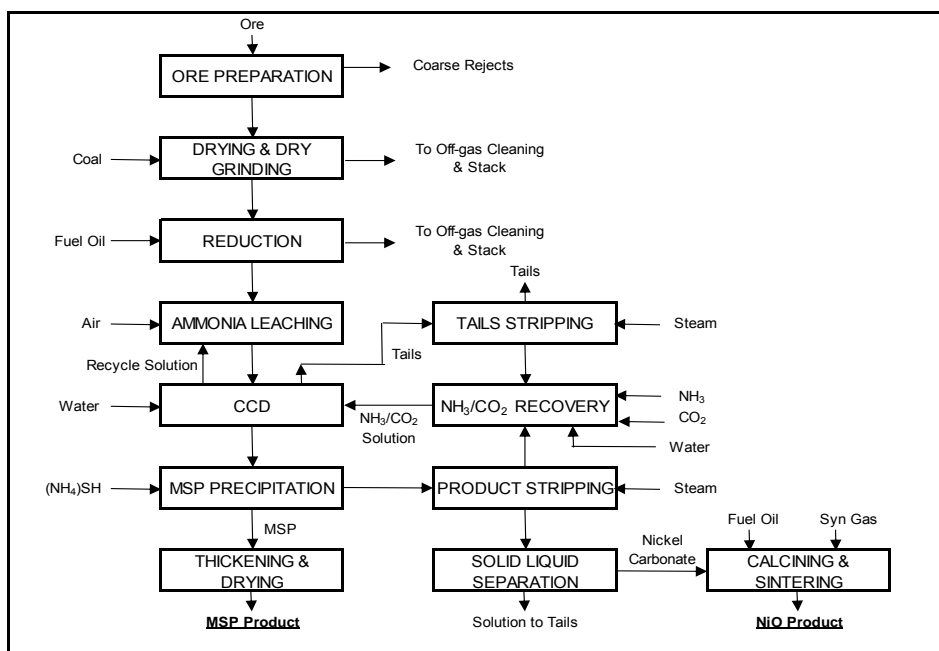 Ore
ORE PREPARATION
Coarse Rejects
Coal
DRYING & DRY
GRINDING
To Off-gas Cleaning
& Stack
Fuel Oil
REDUCTION
To Off-gas Cleaning
& Stack
Tails
Air
AMMONIA LEACHING
TAILS STRIPPING
Steam
Recycle Solution
Tails
Water
CCD
NH₃/CO₂
Solution
NH₃/CO₂ RECOVERY
NH₃
CO₂
Water
(NH₄)SH
MSP PRECIPITATION
PRODUCT STRIPPING
Steam
MSP
Nickel
Carbonate
Fuel Oil
Syn Gas
THICKENING &
DRYING
SOLID LIQUID
SEPARATION
CALCINING &
SINTERING
MSP Product
Solution to Tails
NiO Product